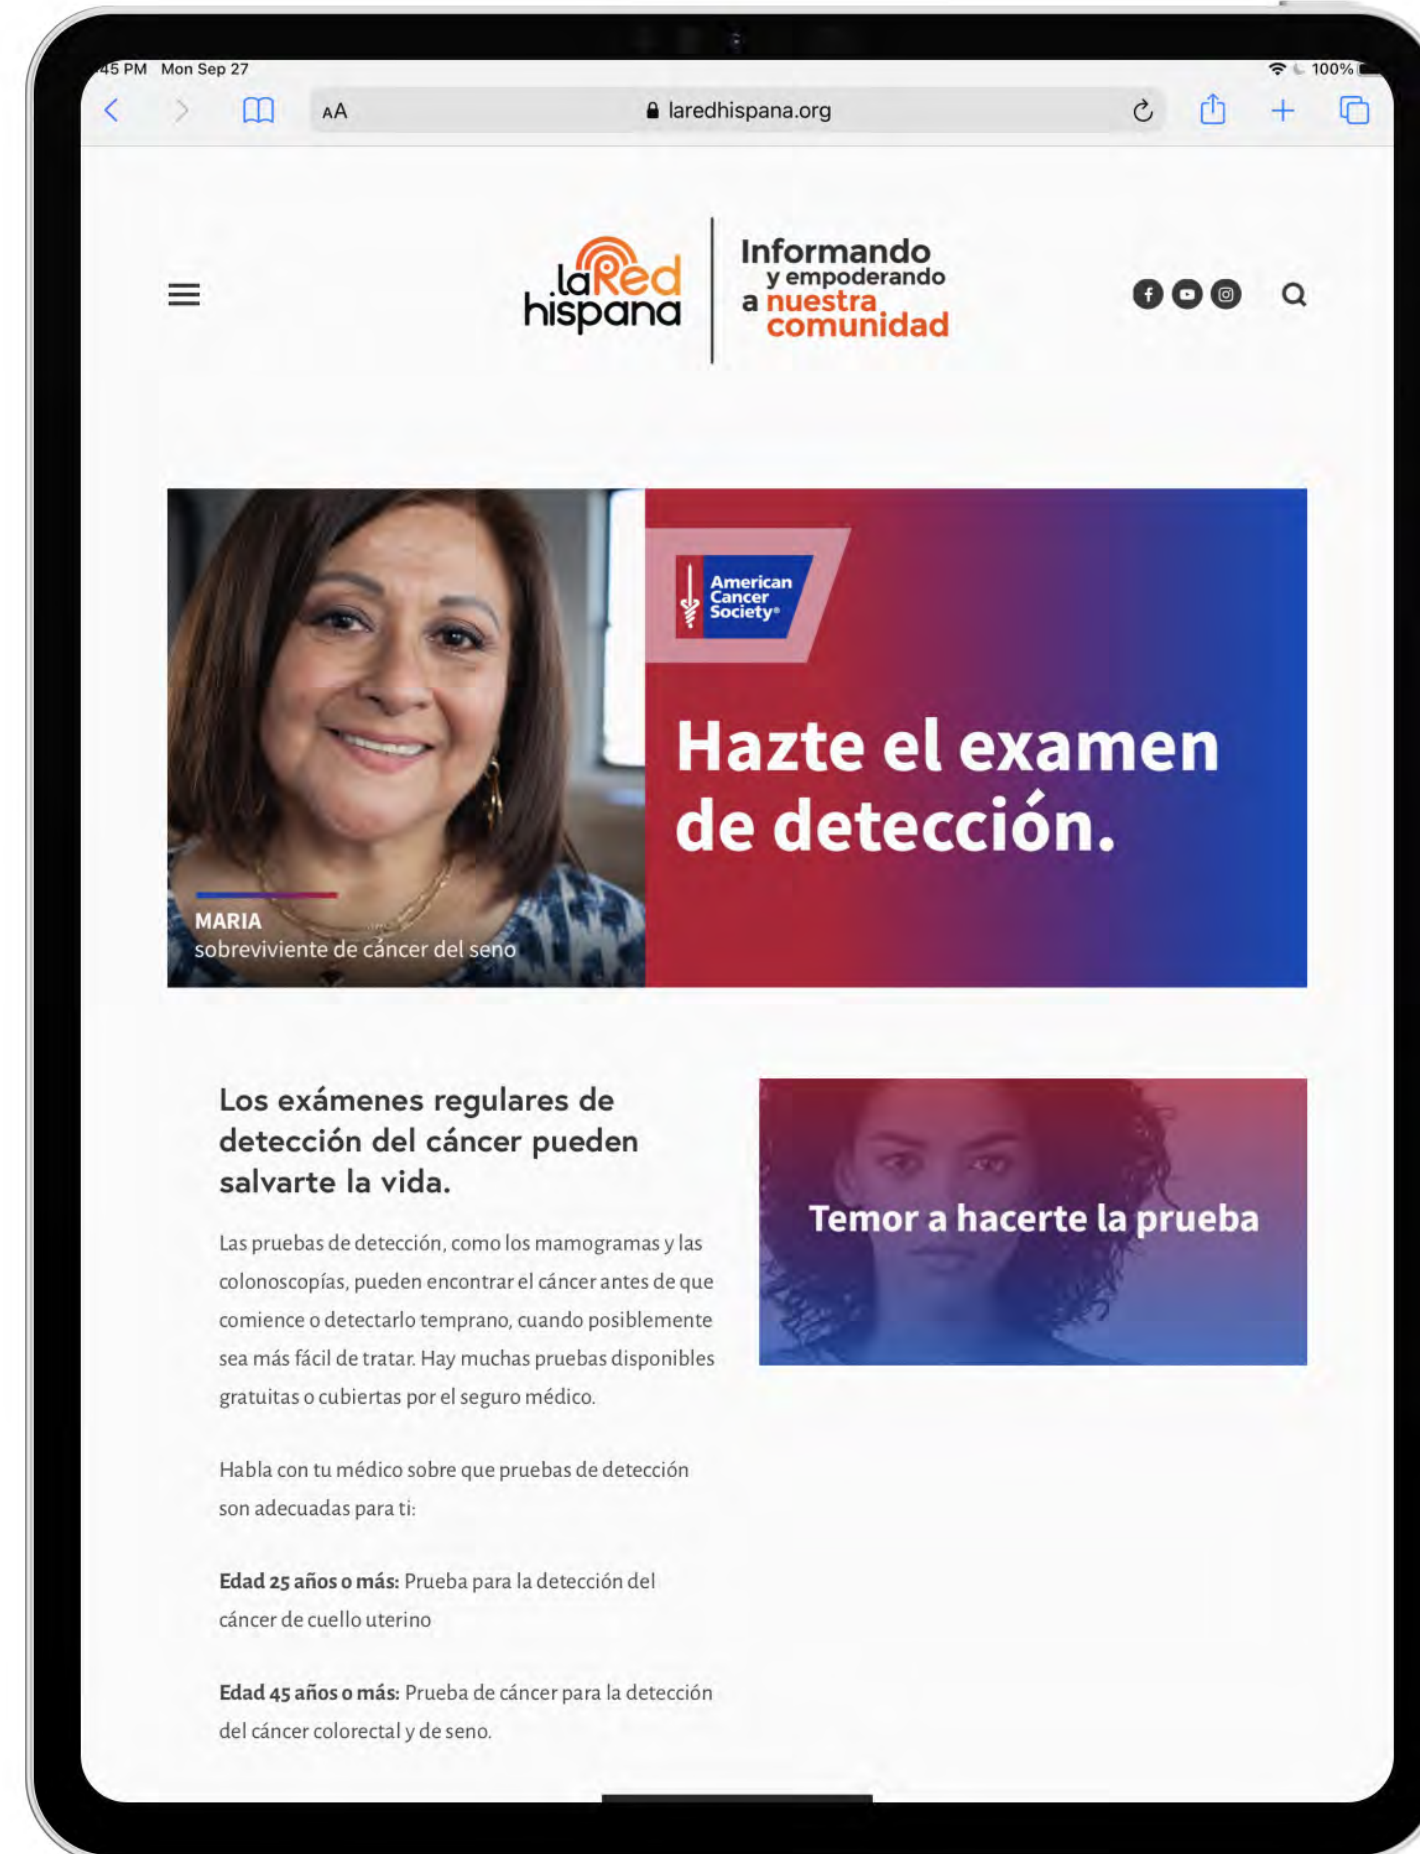 45 PM Mon Sep 27
100%
AA
laredhispana.org
laRed
hispana
Informando
y empoderando
a nuestra
comunidad
American
Cancer
Society®
Hazte el examen
de detección.
MARIA
sobreviviente de cáncer del seno
Los exámenes regulares de
detección del cáncer pueden
salvarte la vida.
Las pruebas de detección, como los mamogramas y las
colonoscopías, pueden encontrar el cáncer antes de que
comience o detectarlo temprano, cuando posiblemente
sea más fácil de tratar. Hay muchas pruebas disponibles
gratuitas o cubiertas por el seguro médico.
Habla con tu médico sobre que pruebas de detección
son adecuadas para ti:
Edad 25 años o más: Prueba para la detección del
cáncer de cuello uterino
Edad 45 años o más: Prueba de cáncer para la detección
del cáncer colorectal y de seno.
Temor a hacerte la prueba